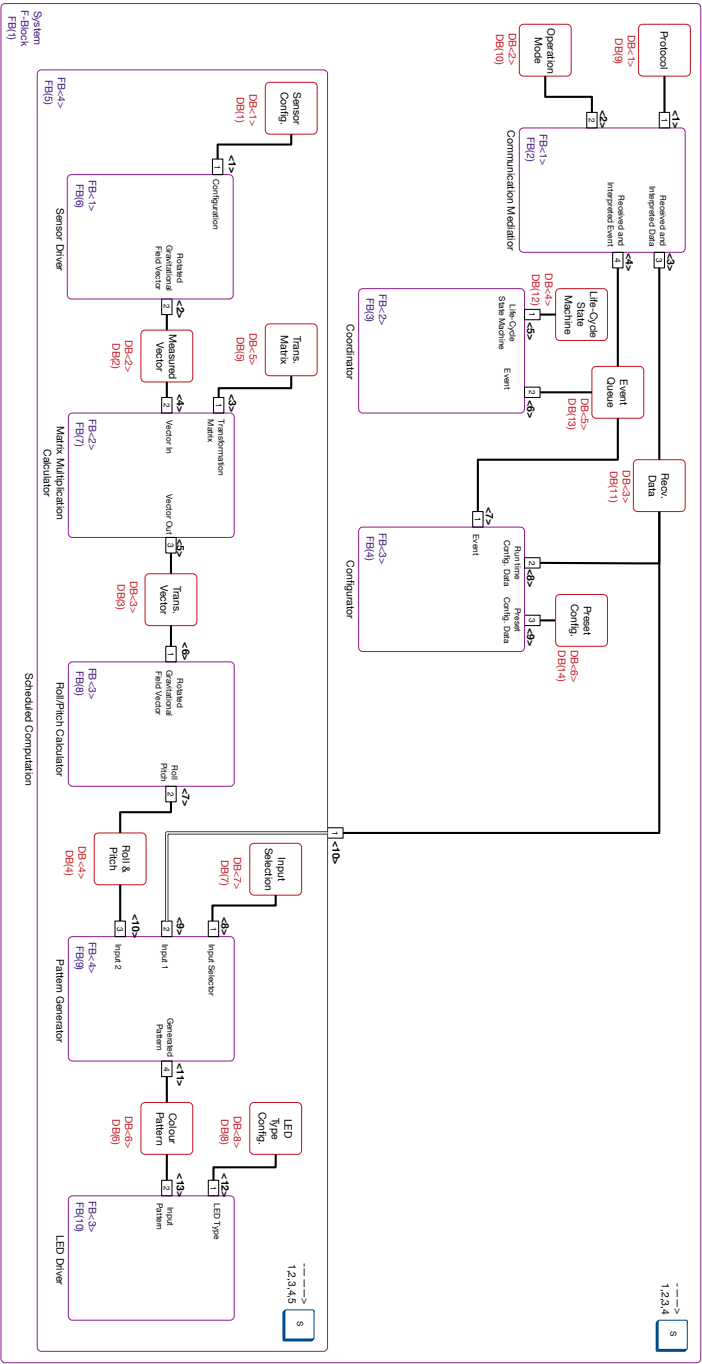 System
F-Block
FB(1)
Protocol
DB<1>
DB(9)
Operation
Mode
DB<2>
DB(10)
<1>
1
<2>
2
FB<1>
FB(2)
Received and
Interpreted Data
Received and
Interpreted Event
3
<3>
4
<4>
Communication Mediatior
Life-Cycle
State
Machine
DB<4>
DB(12)
1
<5>
Life-Cycle
State Machine
Event
2
<6>
FB<2>
FB(3)
Coordinator
Event
Queue
DB<5>
DB(13)
Recv.
Data
DB<3>
DB(11)
<7>
1
Event
2
<8>
Runtime
Config. Data
3
<9>
Preset
Config. Data
FB<3>
FB(4)
Configurator
Preset
Config.
DB<6>
DB(14)
- — — >
1,2,3,4
S
FB<4>
FB(5)
Sensor
Config.
DB<1>
DB(1)
<1>
1
Configuration
FB<1>
FB(6)
Rotated
Gravitational
Field Vector
2
<2>
Sensor Driver
Measured
Vector
DB<2>
DB(2)
Trans.
Matrix
DB<5>
DB(5)
<3>
1
Transformation
Matrix
<4>
2
Vector In
FB<2>
FB(7)
Vector Out
3
<5>
Matrix Multiplication
Calculator
Trans.
Vector
DB<3>
DB(3)
<6>
1
Rotated
Gravitational
Field Vector
FB<3>
FB(8)
Roll
Pitch
2
<7>
Roll/Pitch Calculator
Roll &
Pitch
DB<4>
DB(4)
1
<10>
Input
Selection
DB<7>
DB(7)
<8>
1
Input Selector
<9>
2
Input 1
<10>
3
Input 2
FB<4>
FB(9)
Generated
Pattern
4
<11>
Pattern Generator
Colour
Pattern
DB<6>
DB(6)
LED
Type
Config.
DB<8>
DB(8)
<12>
1
LED Type
<13>
2
Input
Pattern
FB<3>
FB(10)
LED Driver
- — — >
1,2,3,4,5
S
Scheduled Computation